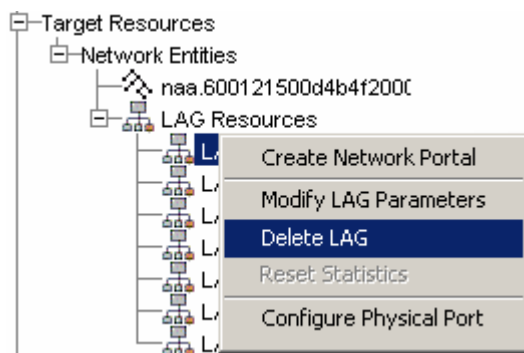 Target Resources
Network Entities
naa.600121500d4b4f2000
LAG Resources
Create Network Portal
Modify LAG Parameters
Delete LAG
Reset Statistics
Configure Physical Port